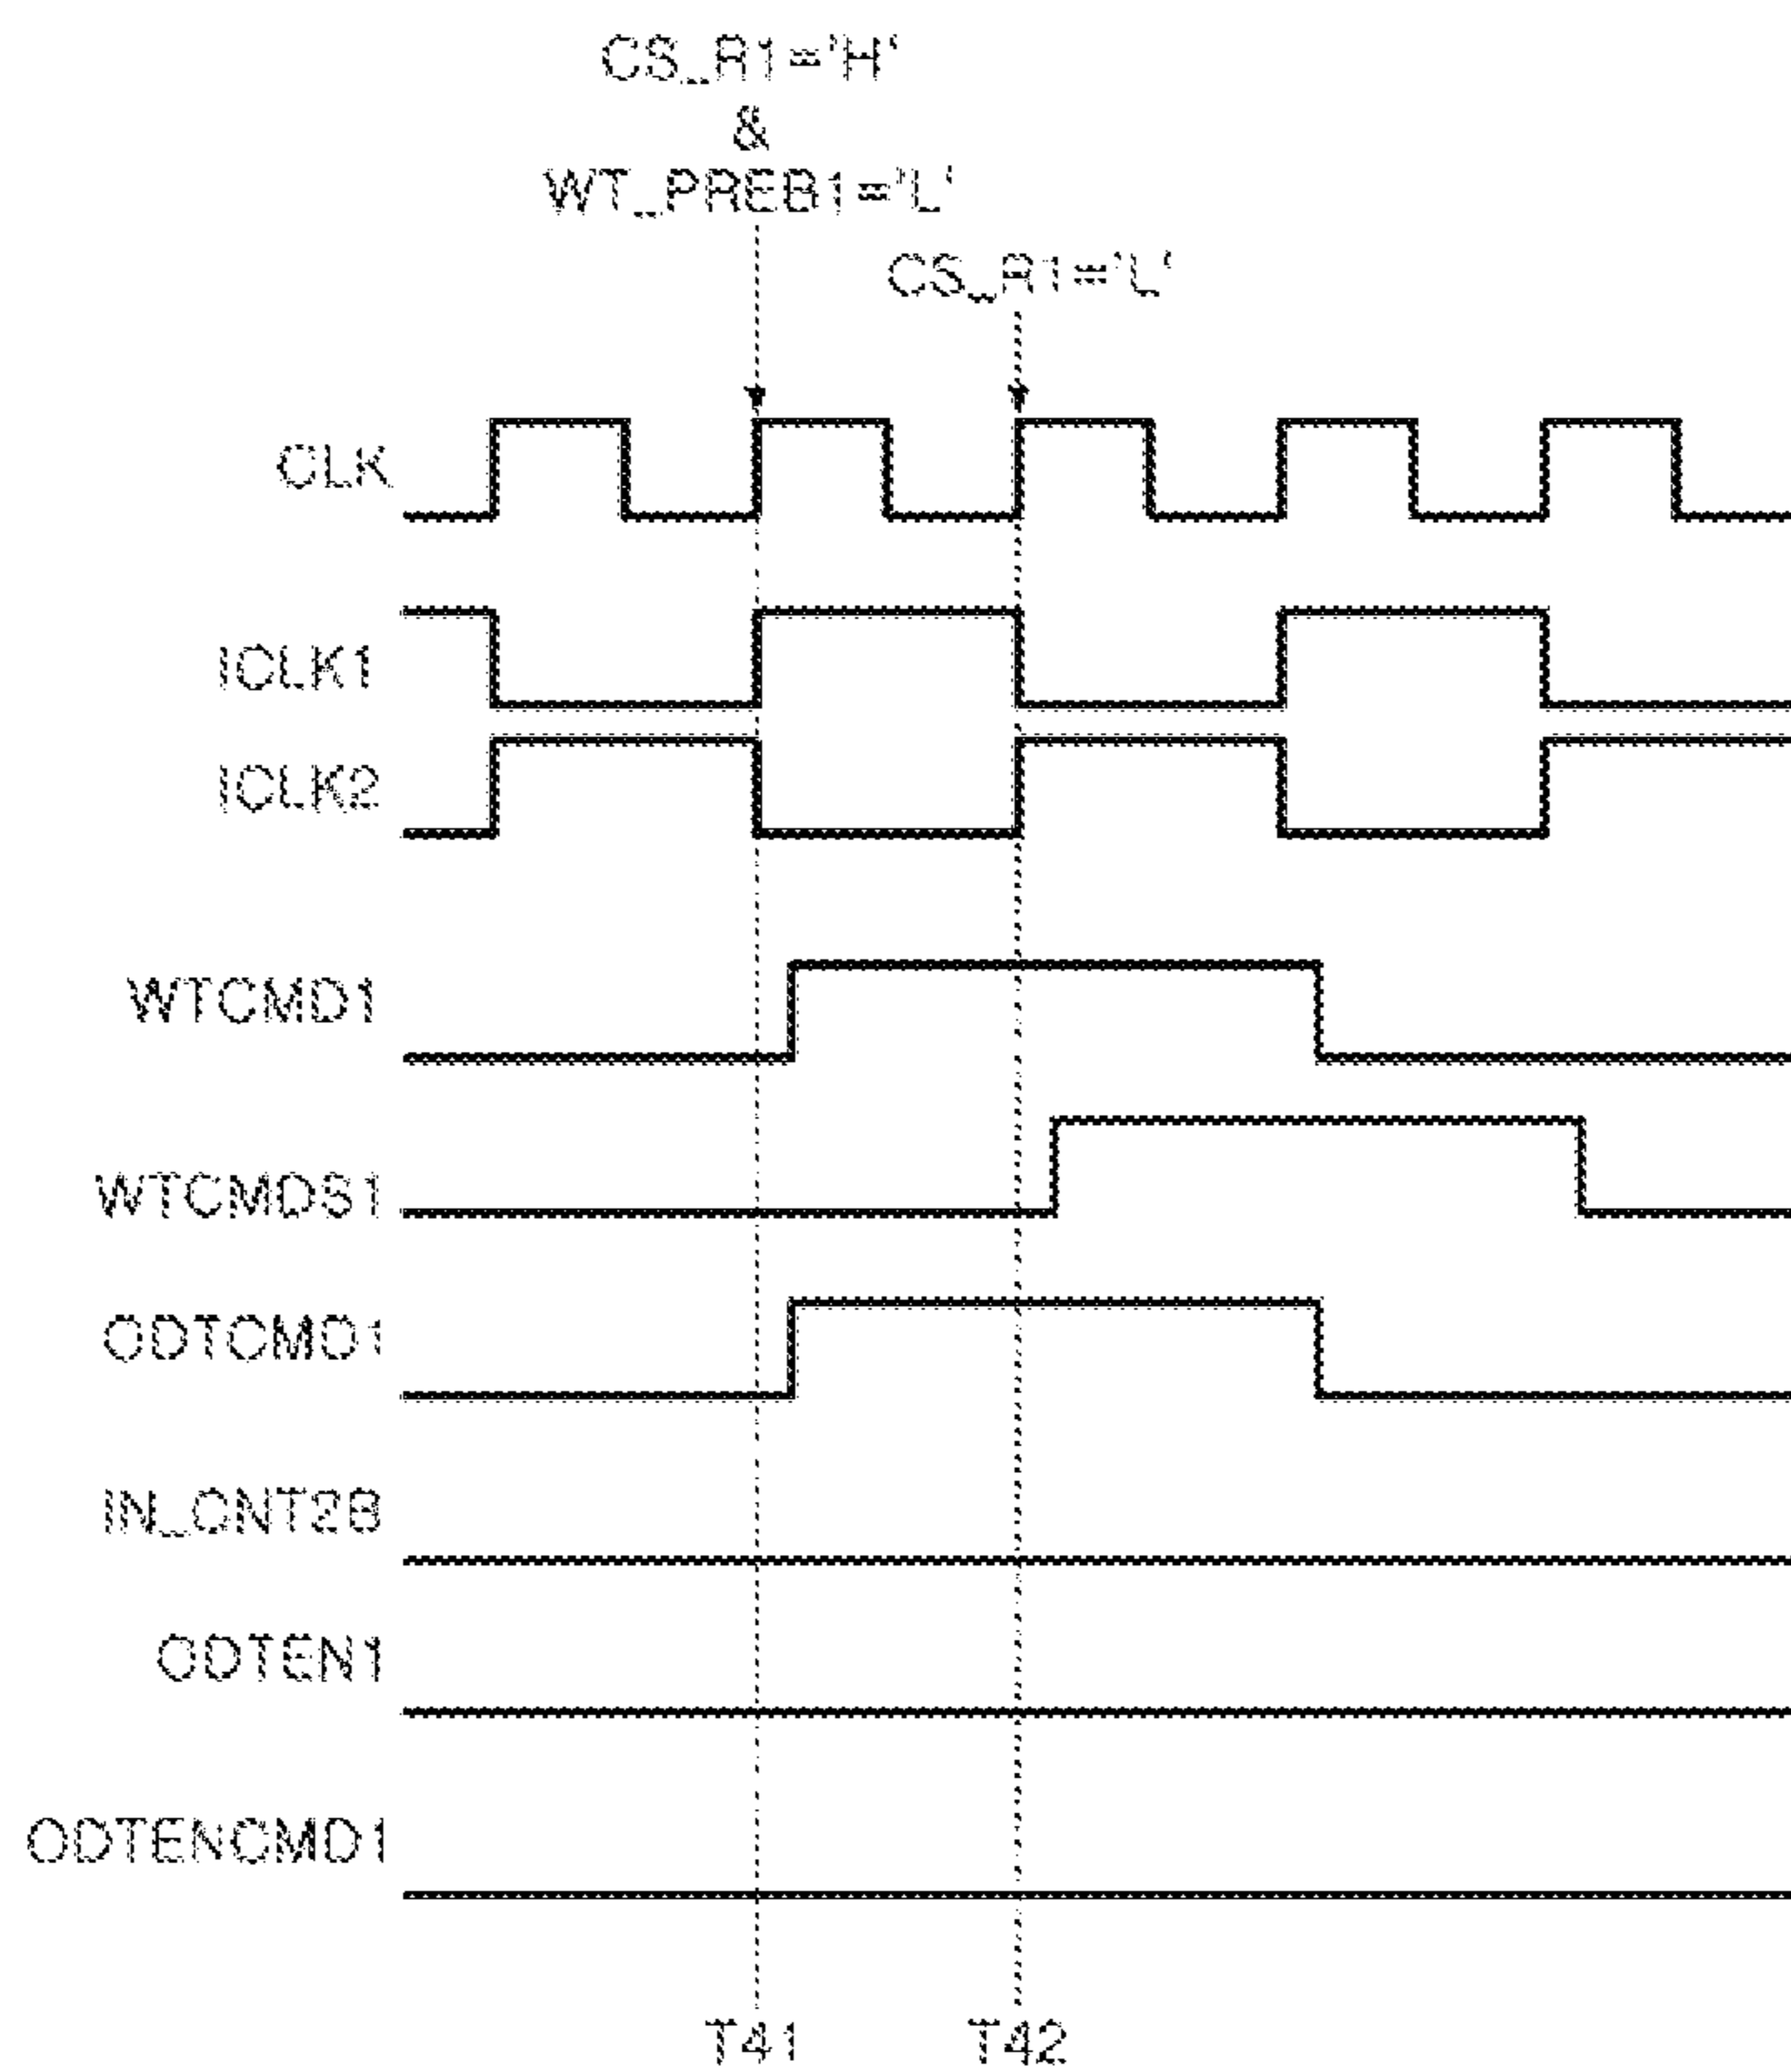 CS_R1='H'
&
WT_PREB1='L'
CS_R1='L'
CLK
ICLK1
ICLK2
WTCMD1
WTCMDS1
ODTCMD1
IN_CNT2B
ODTEN1
ODTENCMD1
T41
T42